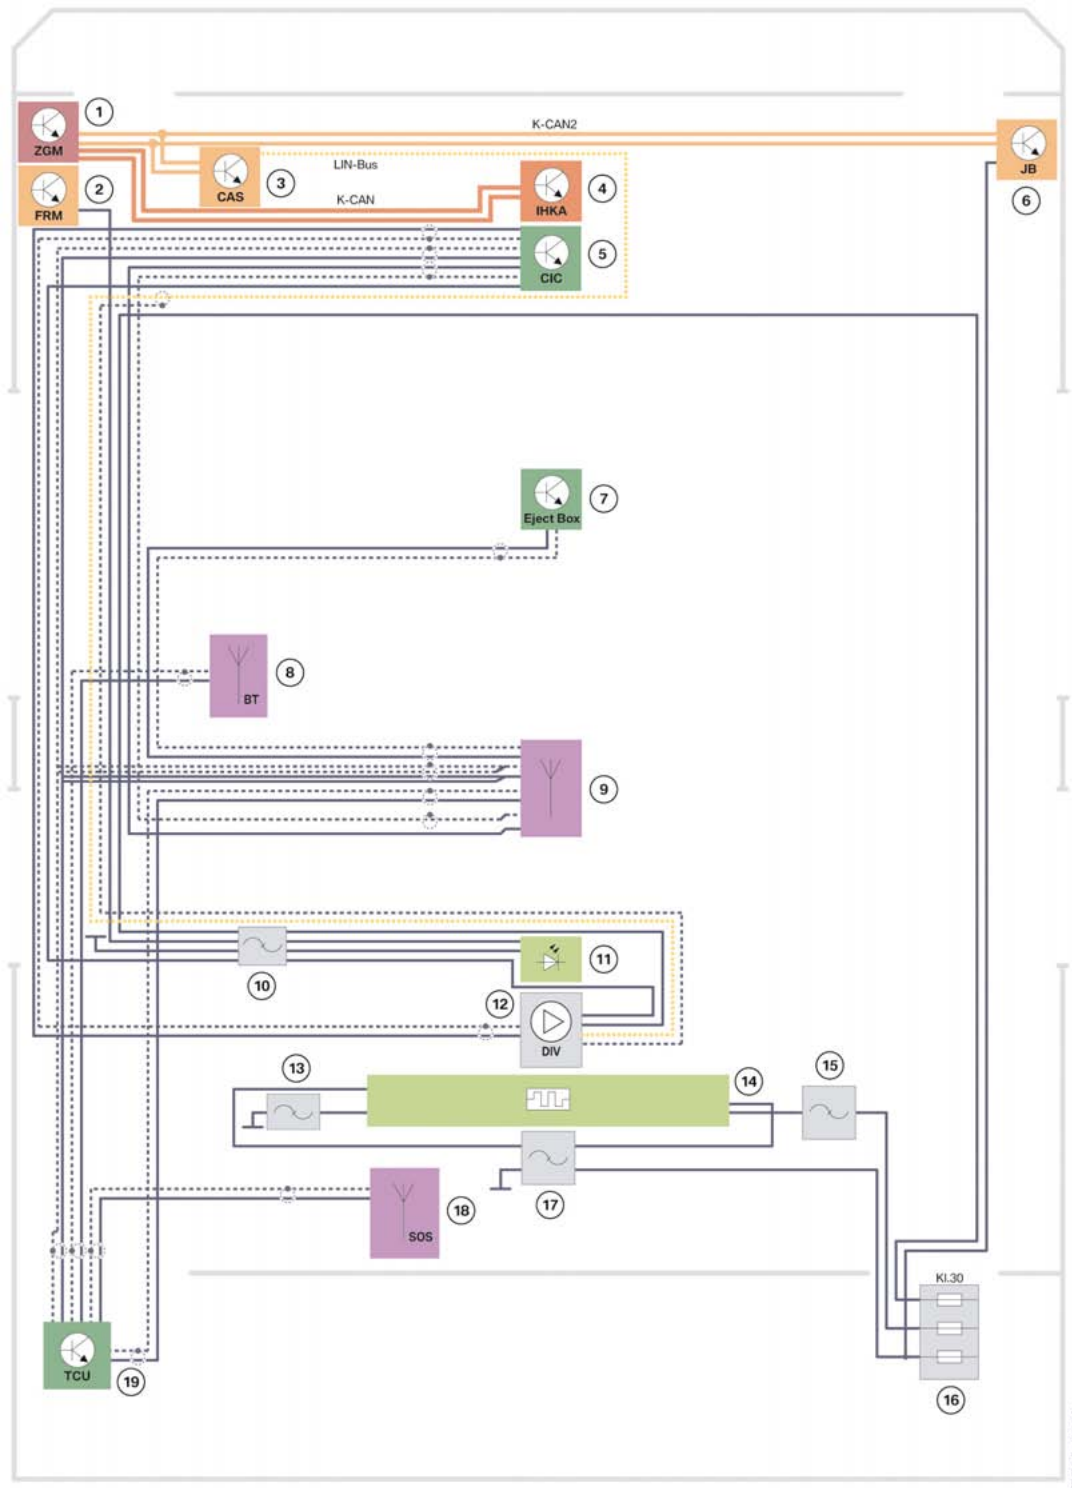 1
K-CAN2
ZGM
JB
LIN-Bus
2
CAS
3
4
FRM
K-CAN
IHKA
6
5
CIC
7
Eject Box
8
BT
9
11
10
12
DIV
13
14
15
17
18
SOS
Kl.30
TCU
19
16